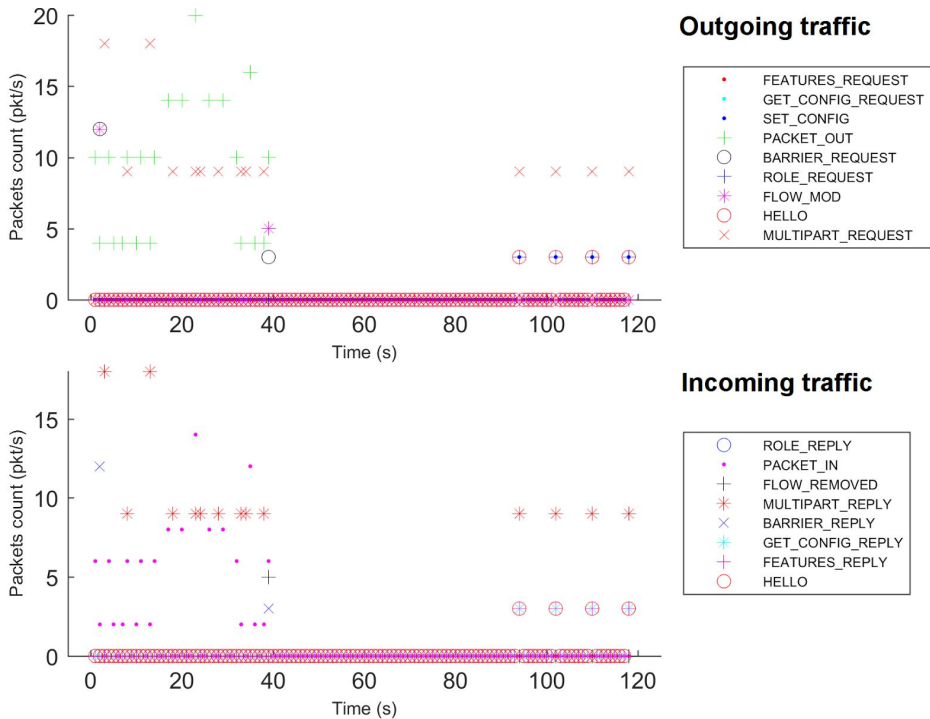 Outgoing traffic
20
15
10
5
0
Packets count (pkt/s)
0 20 40 60 80 100 120
Time (s)
FEATURES_REQUEST
GET_CONFIG_REQUEST
SET_CONFIG
PACKET_OUT
BARRIER_REQUEST
ROLE_REQUEST
FLOW_MOD
HELLO
MULTIPART_REQUEST
Incoming traffic
15
10
5
0
Packets count (pkt/s)
0 20 40 60 80 100 120
Time (s)
ROLE_REPLY
PACKET_IN
FLOW_REMOVED
MULTIPART_REPLY
BARRIER_REPLY
GET_CONFIG_REPLY
FEATURES_REPLY
HELLO